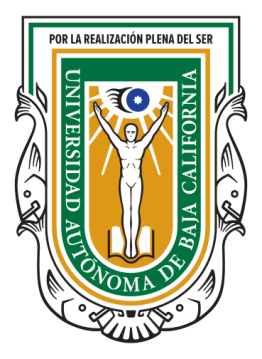 POR LA REALIZACIÓN PLENA DEL SER
UNIVERSIDAD AUTÓNOMA DE BAJA CALIFORNIA